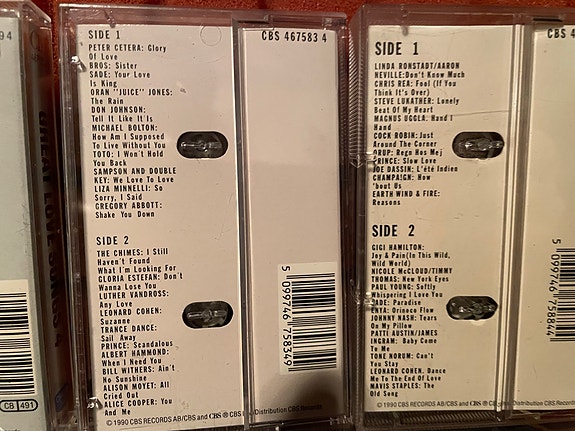 SIDE 1
PETER CETERA: Glory
Of Love
BROS: Sister
SADE: Your Love
Is King
ORAN "JUICE" JONES:
The Rain
DON JOHNSON:
Tell It Like It Is
MICHAEL BOLTON:
How Am I Supposed
To Live Without You
TOTO: I Won't Hold
You Back
SAMPSON AND DOUBLE
KEY: We Love To Love
LIZA MINNELLI: So
Sorry, I Said
GREGORY ABBOTT:
Shake You Down
SIDE 2
THE CHIMES: I Still
Haven't Found
What I'm Looking For
GLORIA ESTEFAN: Don't
Wanna Lose You
LUTHER VANDROSS:
Any Love
LEONARD COHEN:
Suzanne
TRANCE DANCE:
Sail Away
PRINCE: Scandalous
ALBERT HAMMOND:
When I Need You
BILL WITHERS: Ain't
No Sunshine
ALISON MOYET: All
Cried Out
ALICE COOPER: You
And Me
© 1990 CBS RECORDS AB/CBS and CBS ® CBS Distribution CBS Records
CBS 467583 4
5 099746 758349
SIDE 1
LINDA RONSTADT/AARON
NEVILLE: Don't Know Much
CHRIS REA: Fool (If You
Think It's Over)
STEVE LUKATHER: Lonely
Beat Of My Heart
MAGNUS UGGLA: Hand I
Hand
COCK ROBIN: Just
Around The Corner
DROP: Regn Hos Mej
PRINCE: Slow Love
JOE DASSIN: L'été Indien
CHAMPAIGN: How
'bout Us
EARTH WIND & FIRE:
Reasons
SIDE 2
GIGI HAMILTON:
Joy & Pain (In This Wild,
Wild World)
NICOLE McCLOUD/TIMMY
THOMAS: New York Eyes
PAUL YOUNG: Softly
Whispering I Love You
SADE: Paradise
ENYA: Orinoco Flow
JOHNNY NASH: Tears
On My Pillow
PATTI AUSTIN/JAMES
INGRAM: Baby Come
To Me
TONE NORUM: Can't
You Stay
LEONARD COHEN: Dance
Me To The End Of Love
MAVIS STAPLES: The
Old Song
© 1990 CBS RECORDS AB/CBS and CBS ® CBS Distribution CBS
CBS 4
5 099746 7588
CB 491
94